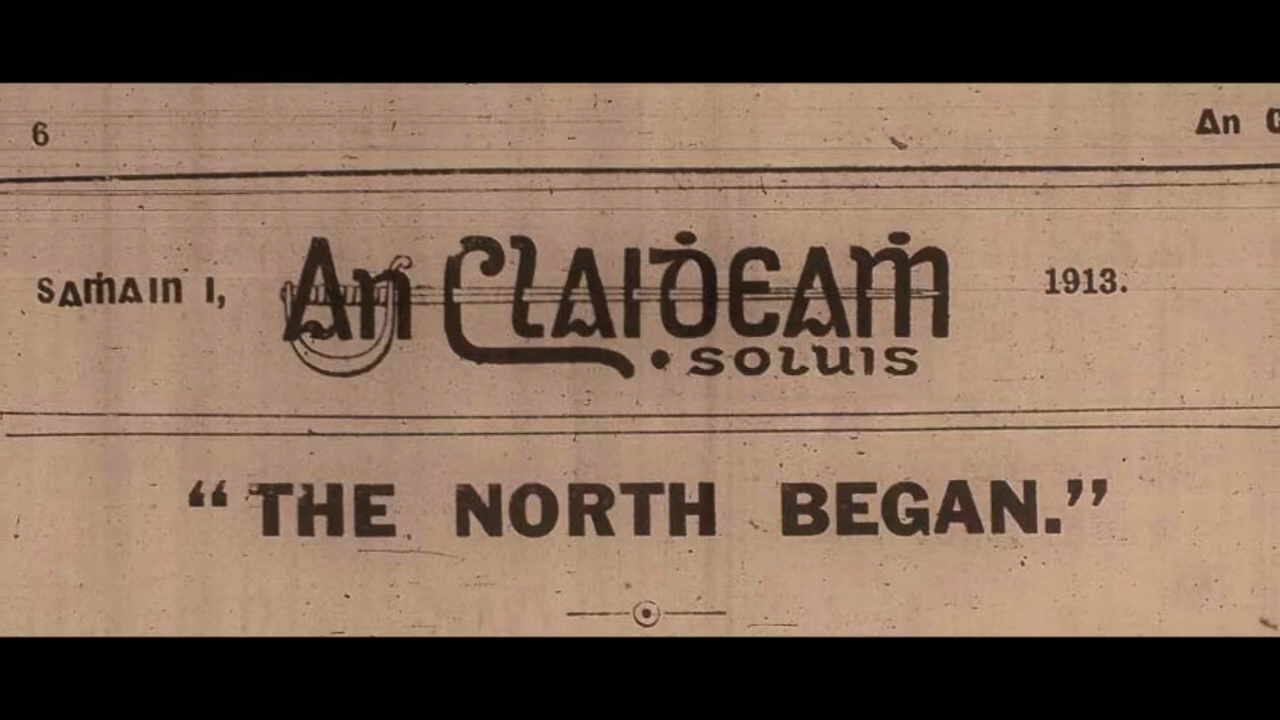 6
An C
Samain 1,
An Claiḋeaṁ
1913.
• Soluis
“THE NORTH BEGAN.”